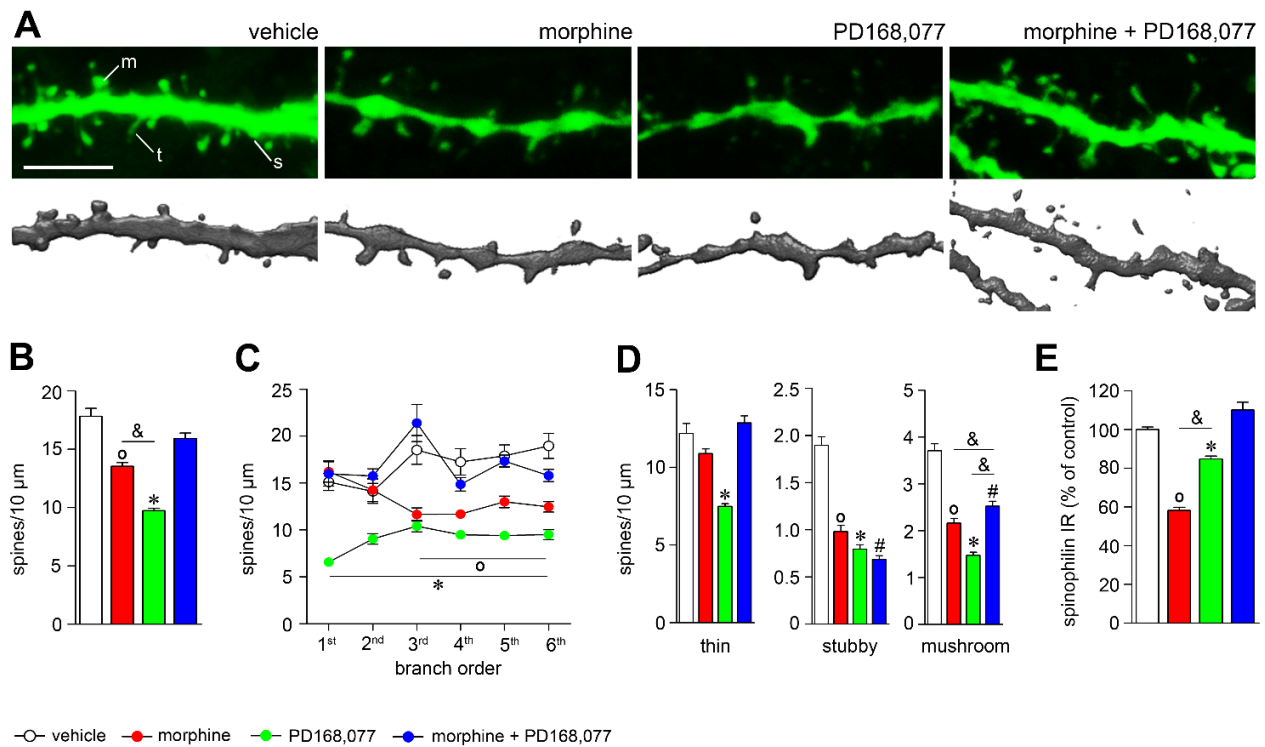 A
vehicle
morphine
PD168,077
morphine + PD168,077
m
t
s
B
spines/10 µm
20
15
10
5
0
o
&
*
C
spines/10 µm
25
20
15
10
5
0
o
*
1st
2nd
3rd
4th
5th
6th
branch order
D
spines/10 µm
15
10
5
0
*
thin
2.5
2.0
1.5
1.0
0.5
0
o
*
#
stubby
5
4
3
2
1
0
&
&
o
*
#
mushroom
E
spinophilin IR (% of control)
120
100
80
60
40
20
0
&
o
*
vehicle
morphine
PD168,077
morphine + PD168,077